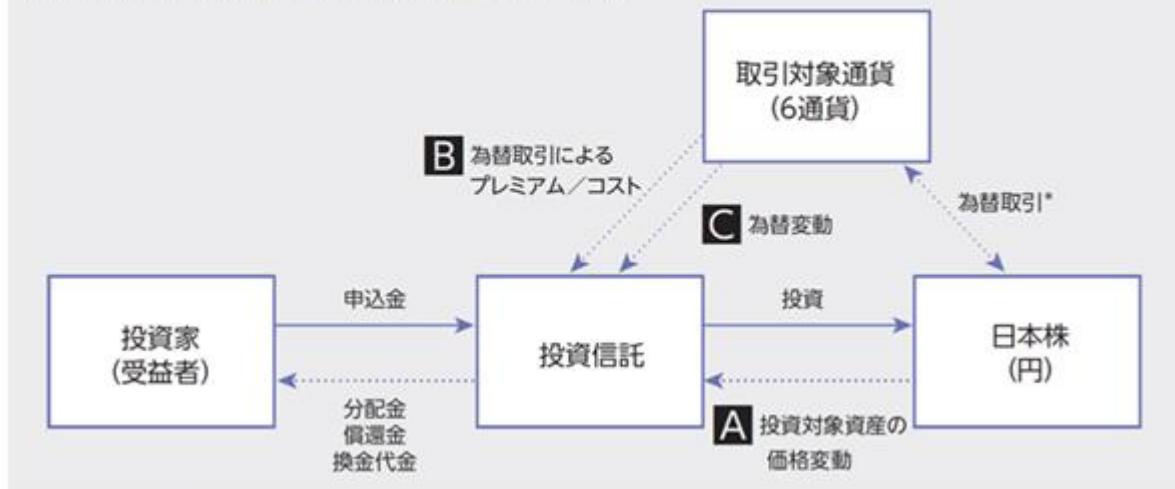 取引対象通貨
(6通貨)
B 為替取引による
プレミアム／コスト
C 為替変動
為替取引*
投資家
(受益者)
申込金
分配金
償還金
換金代金
投資信託
投資
A 投資対象資産の
価格変動
日本株
(円)